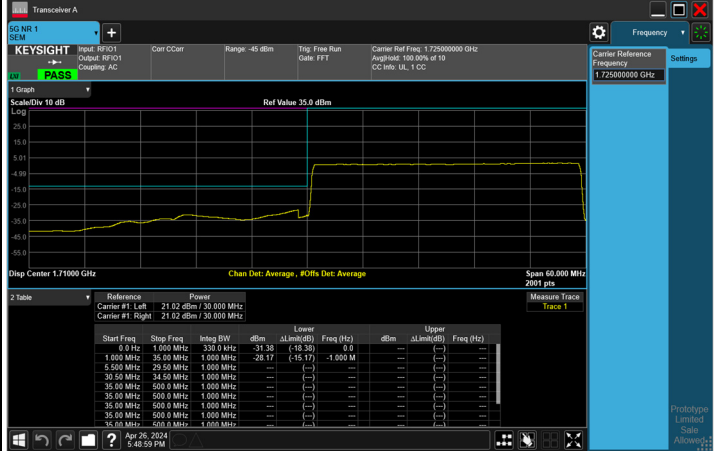 Transceiver A
5G NR 1
SEM
Frequency
KEYSIGHT
Input: RFIO1
Output: RFIO1
Coupling: AC
Corr CCorr
Range: -45 dBm
Trig: Free Run
Gate: FFT
Carrier Ref Freq: 1.725000000 GHz
Avg|Hold: 100.00% of 10
CC Info: UL, 1 CC
PASS
Carrier Reference
Frequency
1.725000000 GHz
Settings
1 Graph
Scale/Div 10 dB
Ref Value 35.0 dBm
Log
25.0
15.0
5.01
-4.99
-15.0
-25.0
-35.0
-45.0
-55.0
Disp Center 1.71000 GHz
Chan Det: Average , #Offs Det: Average
Span 60.000 MHz
2001 pts
2 Table
Reference Power
Carrier #1: Left 21.02 dBm / 30.000 MHz
Carrier #1: Right 21.02 dBm / 30.000 MHz
Measure Trace
Trace 1
Lower Upper
Start Freq Stop Freq Integ BW dBm ΔLimit(dB) Freq (Hz) dBm ΔLimit(dB) Freq (Hz)
0.0 Hz 1.000 MHz 330.0 kHz -31.38 (-18.38) 0.0 --- (---) ---
1.000 MHz 35.00 MHz 1.000 MHz -28.17 (-15.17) -1.000 M --- (---) ---
5.500 MHz 29.50 MHz 1.000 MHz --- (---) --- --- (---) ---
30.50 MHz 34.50 MHz 1.000 MHz --- (---) --- --- (---) ---
35.00 MHz 500.0 MHz 1.000 MHz --- (---) --- --- (---) ---
35.00 MHz 500.0 MHz 1.000 MHz --- (---) --- --- (---) ---
35.00 MHz 500.0 MHz 1.000 MHz --- (---) --- --- (---) ---
35.00 MHz 500.0 MHz 1.000 MHz --- (---) --- --- (---) ---
Prototype
Limited
Sale
Allowed
?
Apr 26, 2024
5:48:59 PM